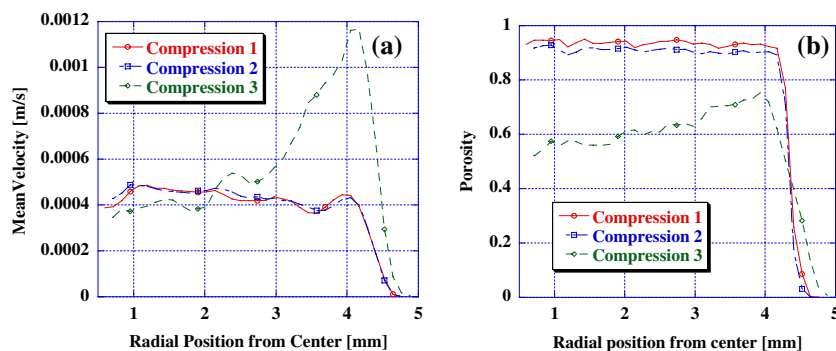 0.0012
0.001
0.0008
0.0006
0.0004
0.0002
0
Mean Velocity [m/s]
Compression 1
Compression 2
Compression 3
(a)
1 2 3 4 5
Radial Position from Center [mm]
1
0.8
0.6
0.4
0.2
0
Porosity
(b)
Compression 1
Compression 2
Compression 3
1 2 3 4 5
Radial position from center [mm]